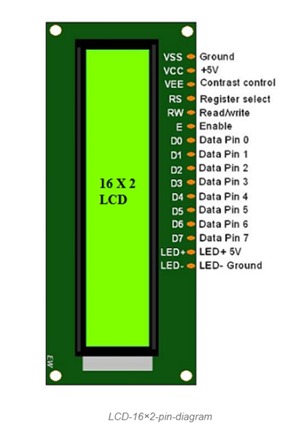 VSS Ground
VCC +5V
VEE Contrast control
RS Register select
RW Read/write
E Enable
D0 Data Pin 0
D1 Data Pin 1
D2 Data Pin 2
D3 Data Pin 3
D4 Data Pin 4
D5 Data Pin 5
D6 Data Pin 6
D7 Data Pin 7
LED+ LED+ 5V
LED- LED- Ground
16 X 2
LCD
EW
LCD-16×2-pin-diagram